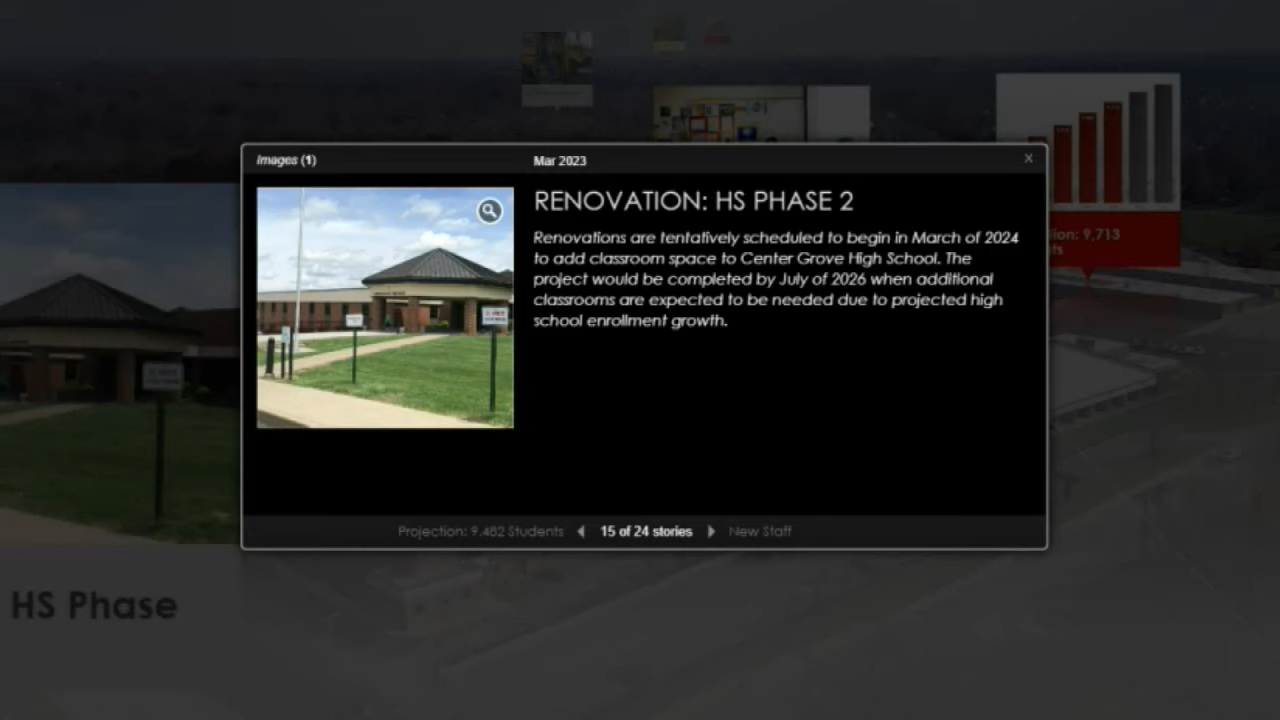 Images (1)
Mar 2023
X
RENOVATION: HS PHASE 2
Renovations are tentatively scheduled to begin in March of 2024
to add classroom space to Center Grove High School. The
project would be completed by July of 2026 when additional
classrooms are expected to be needed due to projected high
school enrollment growth.
9,713
Projection: 9,482 Students
15 of 24 stories
New Staff
HS Phase